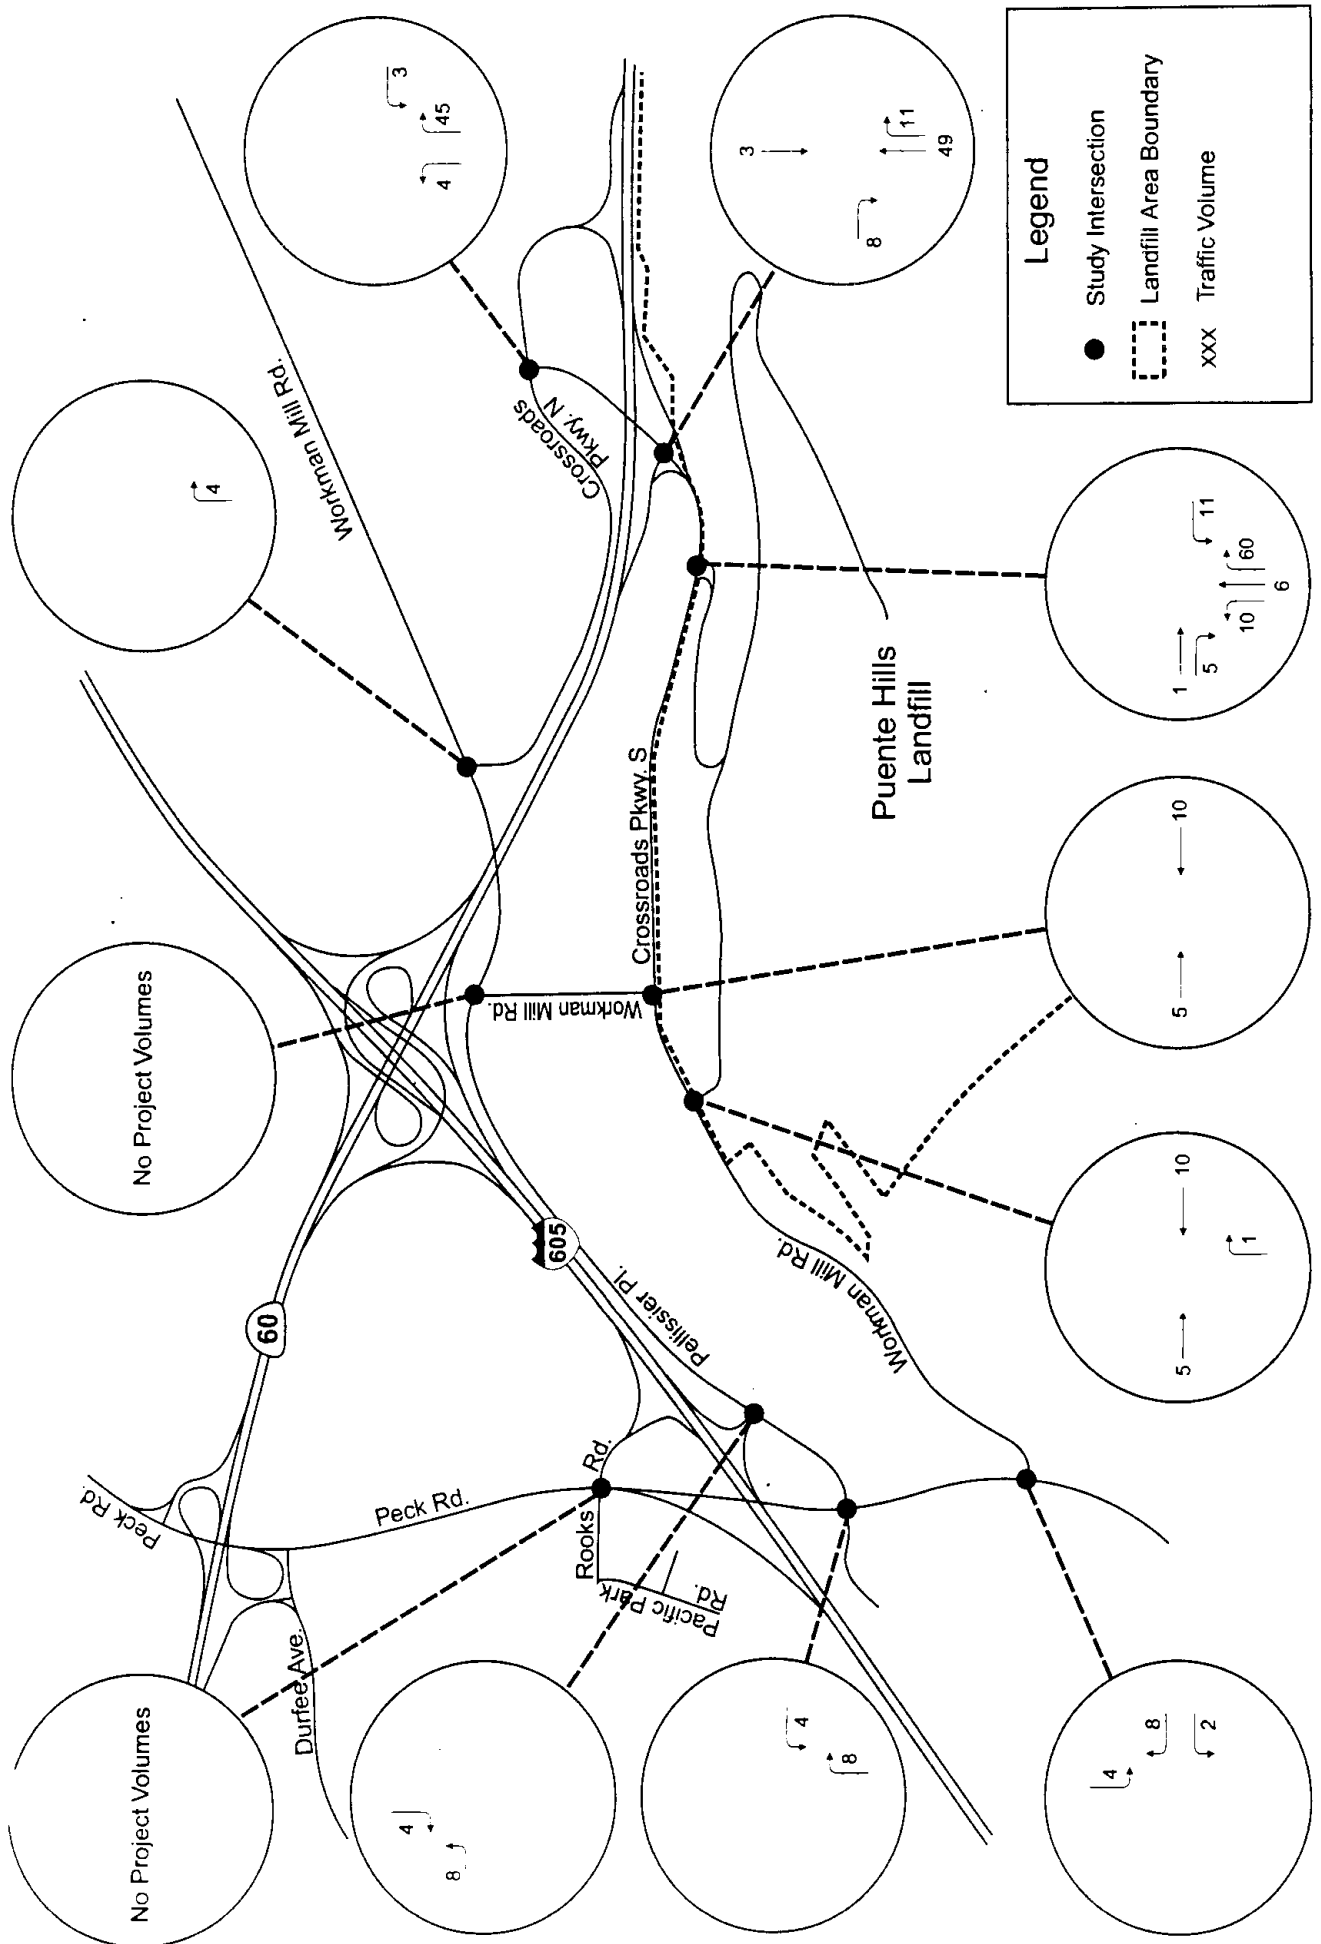 No Project Volumes
No Project Volumes
4
3
4
45
Peck Rd.
60
Workman Mill Rd.
Durfee Ave.
Peck Rd.
4
8
605
Crossroads
Pkwy. N
Rooks
Rd.
Pellissier Pl.
Workman Mill Rd.
Crossroads Pkwy. S
Pacific Park
Rd.
4
8
Workman Mill Rd.
3
8
11
49
Puente Hills
Landfill
4
8
2
5
10
1
5
10
1
5
10
60
6
11
Legend
Study Intersection
Landfill Area Boundary
XXX Traffic Volume